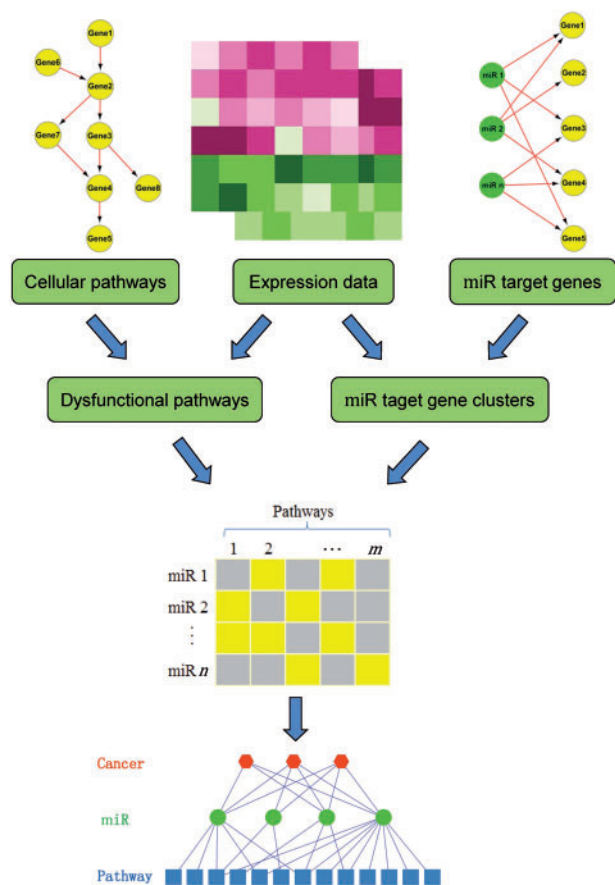 Gene1
Gene6
Gene2
Gene7
Gene3
Gene4
Gene8
Gene5
Gene1
miR 1
Gene2
miR 2
Gene3
miR n
Gene4
Gene5
Cellular pathways
Expression data
miR target genes
Dysfunctional pathways
miR taget gene clusters
Pathways
1 2 ... m
miR 1
miR 2
⋮
miR n
Cancer
miR
Pathway